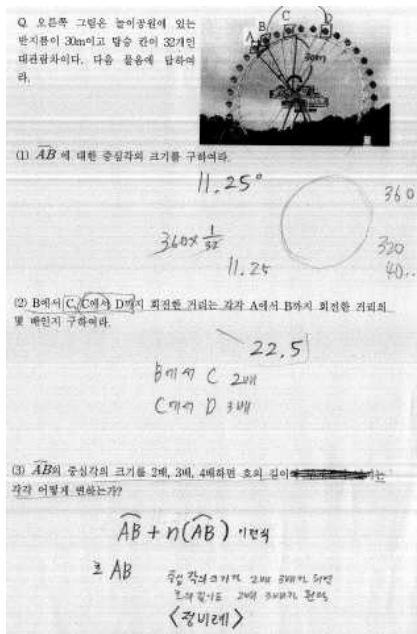 Q. 오른쪽 그림은 놀이공원에 있는
반지름이 30m이고 탑승 칸이 32개인
대관람차이다. 다음 물음에 답하여
라.
A B C D
30m
(1) AB 에 대한 중심각의 크기를 구하여라.
11.25°
360
360× 1/32
320
11.25
40..
(2) B에서 C, C에서 D까지 회전한 거리는 각각 A에서 B까지 회전한 거리의
몇 배인지 구하여라.
22.5
B에서 C 2배
C에서 D 3배
(3) AB의 중심각의 크기를 2배, 3배, 4배하면 호의 길이는
각각 어떻게 변하는가?
AB + n(AB) 이런식
호 AB
중심각의 크기가 2배 3배가 되면
호의 길이도 2배 3배가 된다
<정비례>